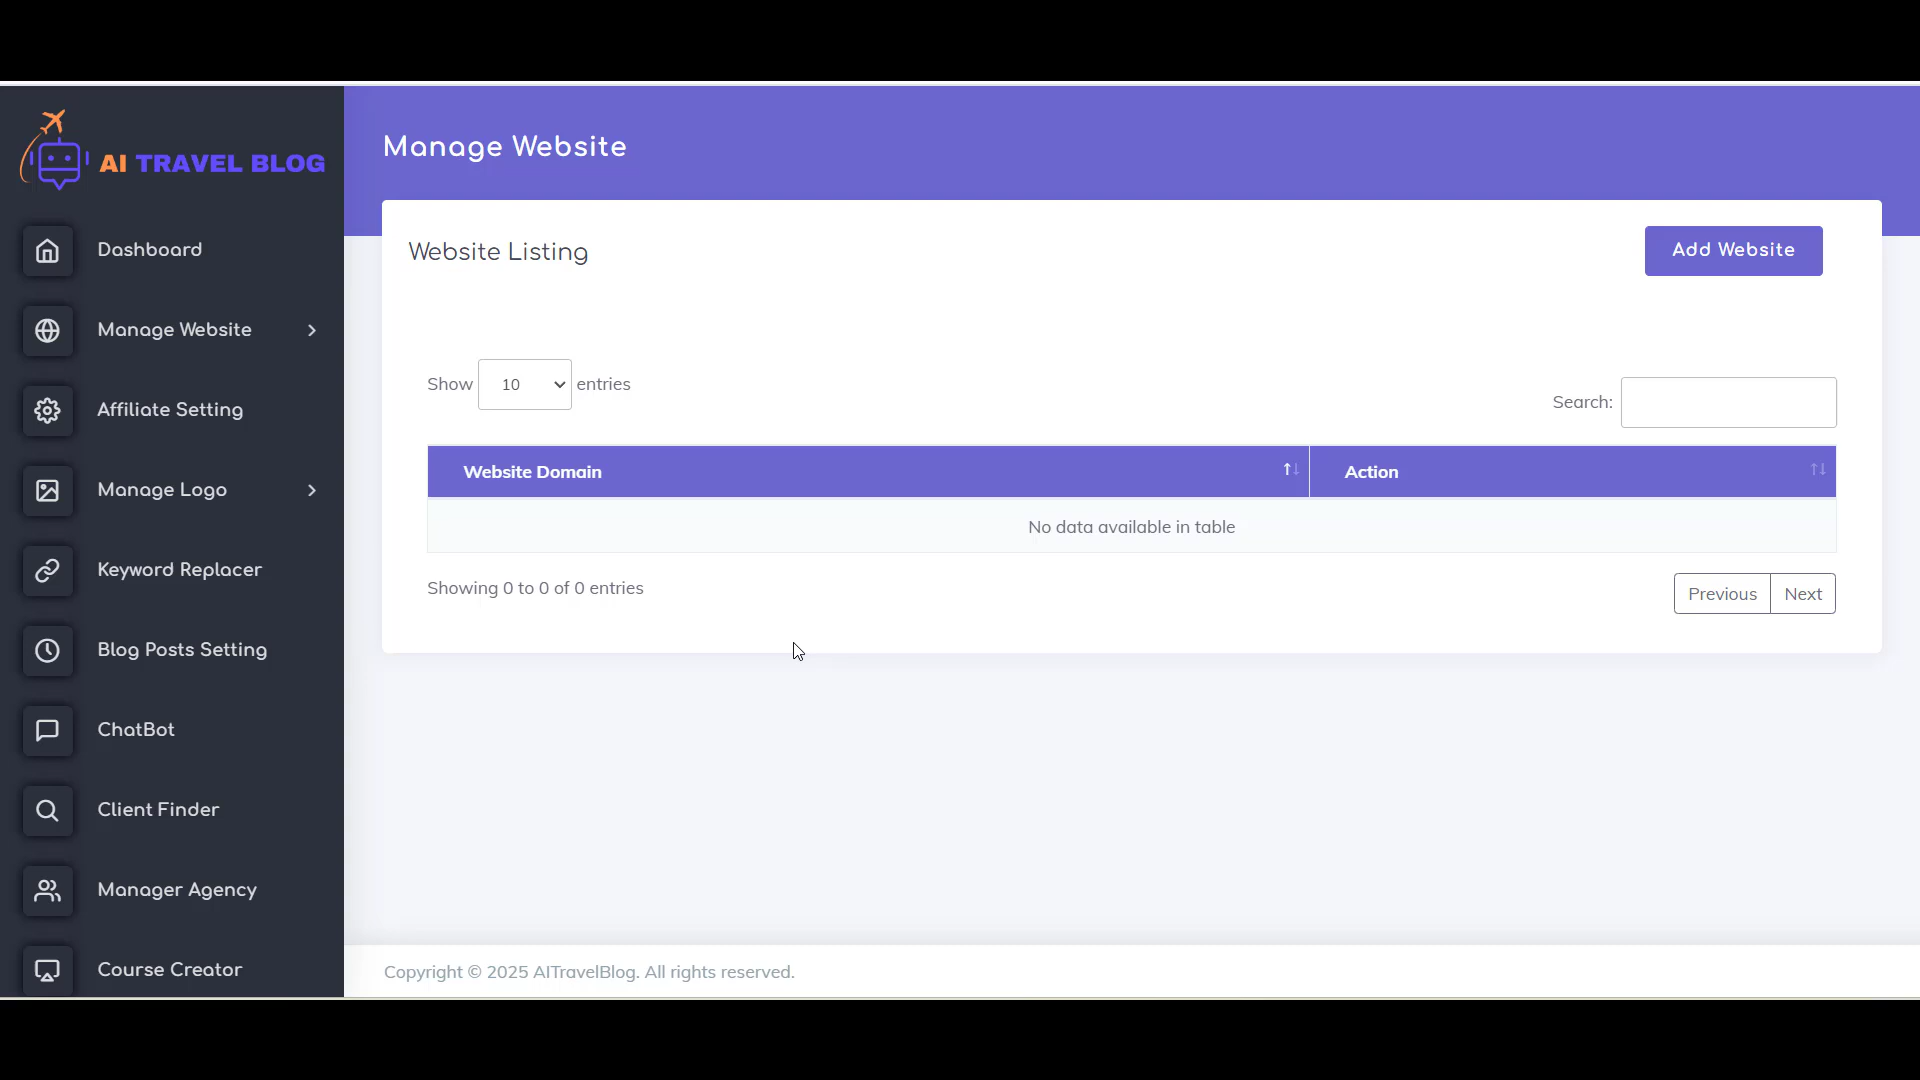 AI TRAVEL BLOG
Dashboard
Manage Website
Affiliate Setting
Manage Logo
Keyword Replacer
Blog Posts Setting
ChatBot
Client Finder
Manager Agency
Course Creator
Manage Website
Website Listing
Add Website
Show 10 entries
Search:
Website Domain Action
No data available in table
Showing 0 to 0 of 0 entries
Previous Next
Copyright © 2025 AITravelBlog. All rights reserved.